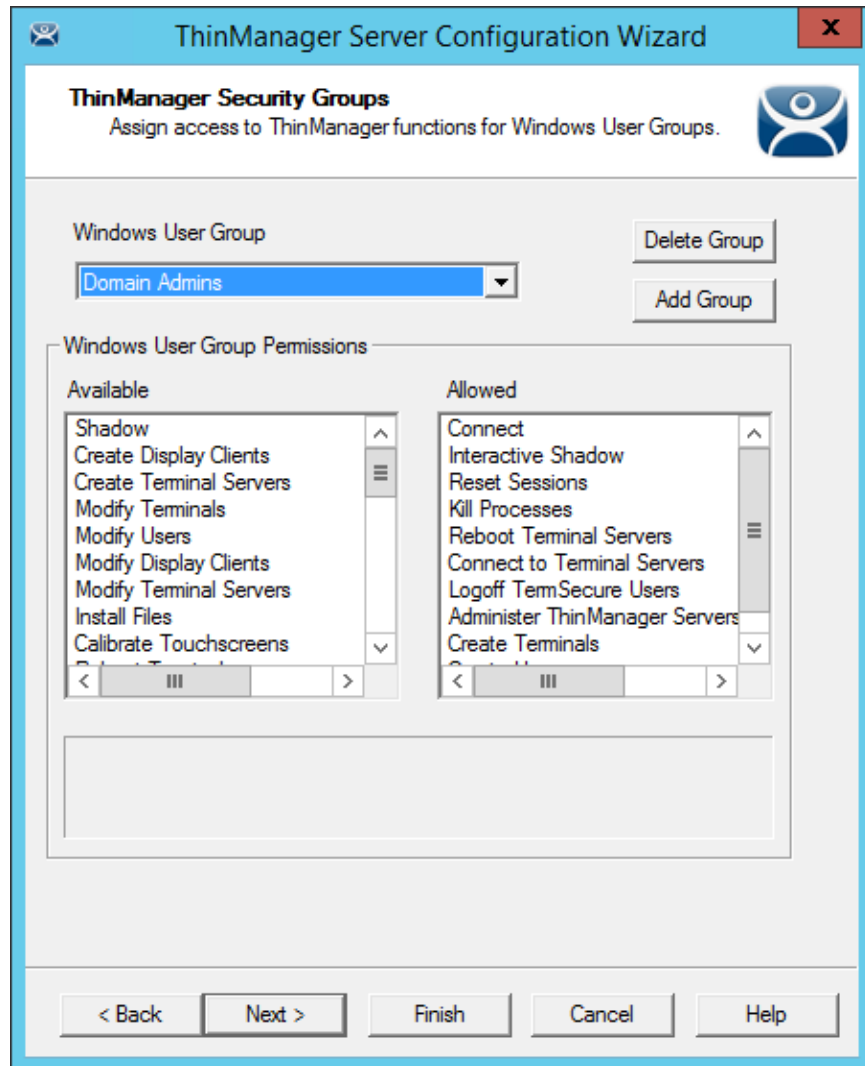 ThinManager Server Configuration Wizard
x
ThinManager Security Groups
Assign access to ThinManager functions for Windows User Groups.
Windows User Group
Delete Group
Domain Admins
Add Group
Windows User Group Permissions
Available
Shadow
Create Display Clients
Create Terminal Servers
Modify Terminals
Modify Users
Modify Display Clients
Modify Terminal Servers
Install Files
Calibrate Touchscreens
Allowed
Connect
Interactive Shadow
Reset Sessions
Kill Processes
Reboot Terminal Servers
Connect to Terminal Servers
Logoff TermSecure Users
Administer ThinManager Servers
Create Terminals
< Back
Next >
Finish
Cancel
Help